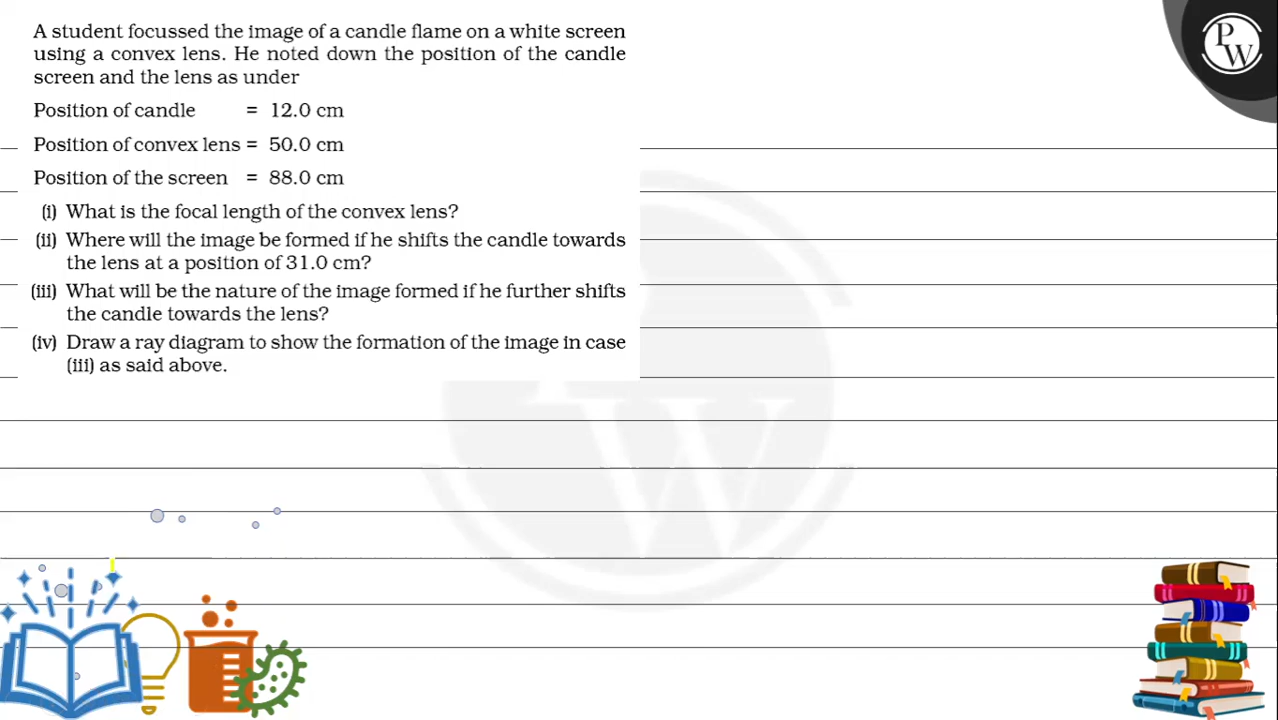 A student focussed the image of a candle flame on a white screen
using a convex lens. He noted down the position of the candle
screen and the lens as under
Position of candle = 12.0 cm
Position of convex lens = 50.0 cm
Position of the screen = 88.0 cm
(i) What is the focal length of the convex lens?
(ii) Where will the image be formed if he shifts the candle towards
the lens at a position of 31.0 cm?
(iii) What will be the nature of the image formed if he further shifts
the candle towards the lens?
(iv) Draw a ray diagram to show the formation of the image in case
(iii) as said above.
P
W